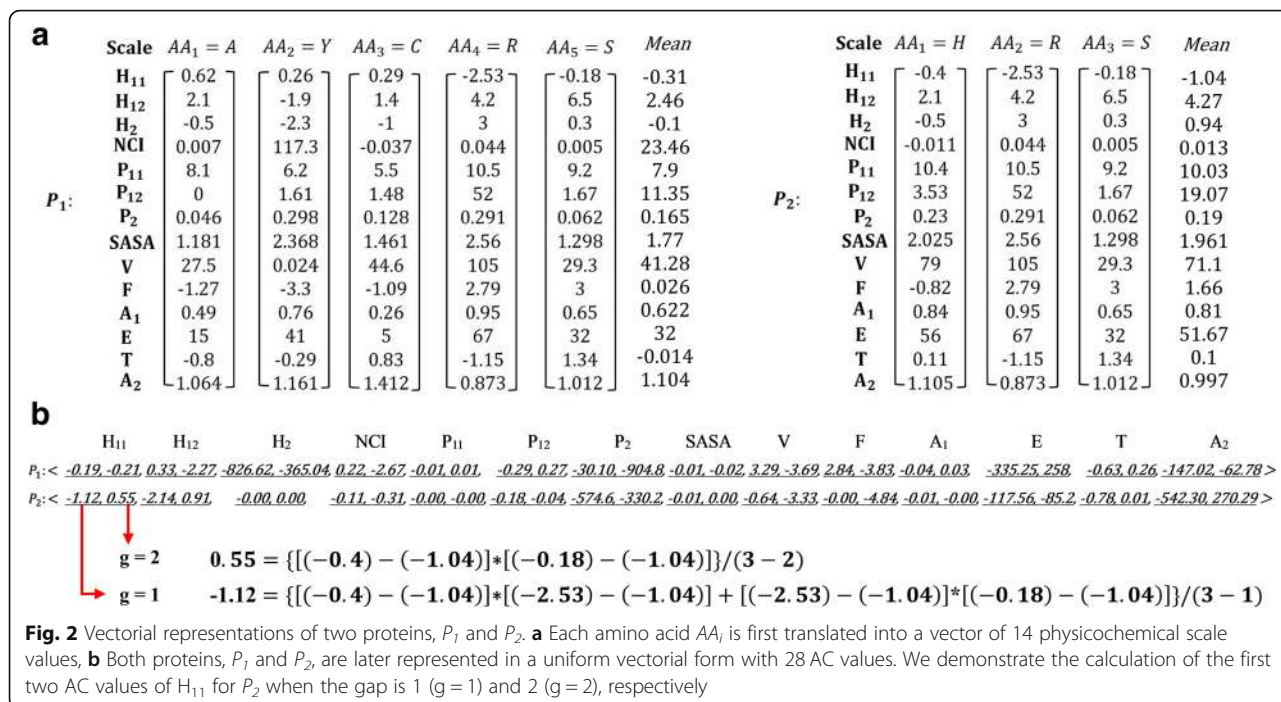 a
Scale AA₁ = A AA₂ = Y AA₃ = C AA₄ = R AA₅ = S Mean
H₁₁ 0.62 0.26 0.29 -2.53 -0.18 -0.31
H₁₂ 2.1 -1.9 1.4 4.2 6.5 2.46
H₂ -0.5 -2.3 -1 3 0.3 -0.1
NCI 0.007 117.3 -0.037 0.044 0.005 23.46
P₁₁ 8.1 6.2 5.5 10.5 9.2 7.9
P₁₂ 0 1.61 1.48 52 1.67 11.35
P₁:
P₂ 0.046 0.298 0.128 0.291 0.062 0.165
SASA 1.181 2.368 1.461 2.56 1.298 1.77
V 27.5 0.024 44.6 105 29.3 41.28
F -1.27 -3.3 -1.09 2.79 3 0.026
A₁ 0.49 0.76 0.26 0.95 0.65 0.622
E 15 41 5 67 32 32
T -0.8 -0.29 0.83 -1.15 1.34 -0.014
A₂ 1.064 1.161 1.412 0.873 1.012 1.104
Scale AA₁ = H AA₂ = R AA₃ = S Mean
H₁₁ -0.4 -2.53 -0.18 -1.04
H₁₂ 2.1 4.2 6.5 4.27
H₂ -0.5 3 0.3 0.94
NCI -0.011 0.044 0.005 0.013
P₁₁ 10.4 10.5 9.2 10.03
P₁₂ 3.53 52 1.67 19.07
P₂:
P₂ 0.23 0.291 0.062 0.19
SASA 2.025 2.56 1.298 1.961
V 79 105 29.3 71.1
F -0.82 2.79 3 1.66
A₁ 0.84 0.95 0.65 0.81
E 56 67 32 51.67
T 0.11 -1.15 1.34 0.1
A₂ 1.105 0.873 1.012 0.997
b
H₁₁ H₁₂ H₂ NCI P₁₁ P₁₂ P₂ SASA V F A₁ E T A₂
P₁: < -0.19, -0.21, 0.33, -2.27, -826.62, -365.04, 0.22, -2.67, -0.01, 0.01, -0.29, 0.27, -30.10, -904.8, -0.01, -0.02, 3.29, -3.69, 2.84, -3.83, -0.04, 0.03, -335.25, 258, -0.63, 0.26, -147.02, -62.78 >
P₂: < -1.12, 0.55, -2.14, 0.91, -0.00, 0.00, -0.11, -0.31, -0.00, -0.00, -0.18, -0.04, -574.6, -330.2, -0.01, 0.00, -0.64, -3.33, -0.00, -4.84, -0.01, -0.00, -117.56, -85.2, -0.78, 0.01, -542.30, 270.29 >
g = 2 0.55 = {[(−0.4) − (−1.04)]∗[(−0.18) − (−1.04)]}/(3 − 2)
g = 1 -1.12 = {[(−0.4) − (−1.04)]∗[(−2.53) − (−1.04)] + [(−2.53) − (−1.04)]*[(−0.18) − (−1.04)]}/(3 − 1)
Fig. 2 Vectorial representations of two proteins, P₁ and P₂. a Each amino acid AAᵢ is first translated into a vector of 14 physicochemical scale
values, b Both proteins, P₁ and P₂, are later represented in a uniform vectorial form with 28 AC values. We demonstrate the calculation of the first
two AC values of H₁₁ for P₂ when the gap is 1 (g = 1) and 2 (g = 2), respectively